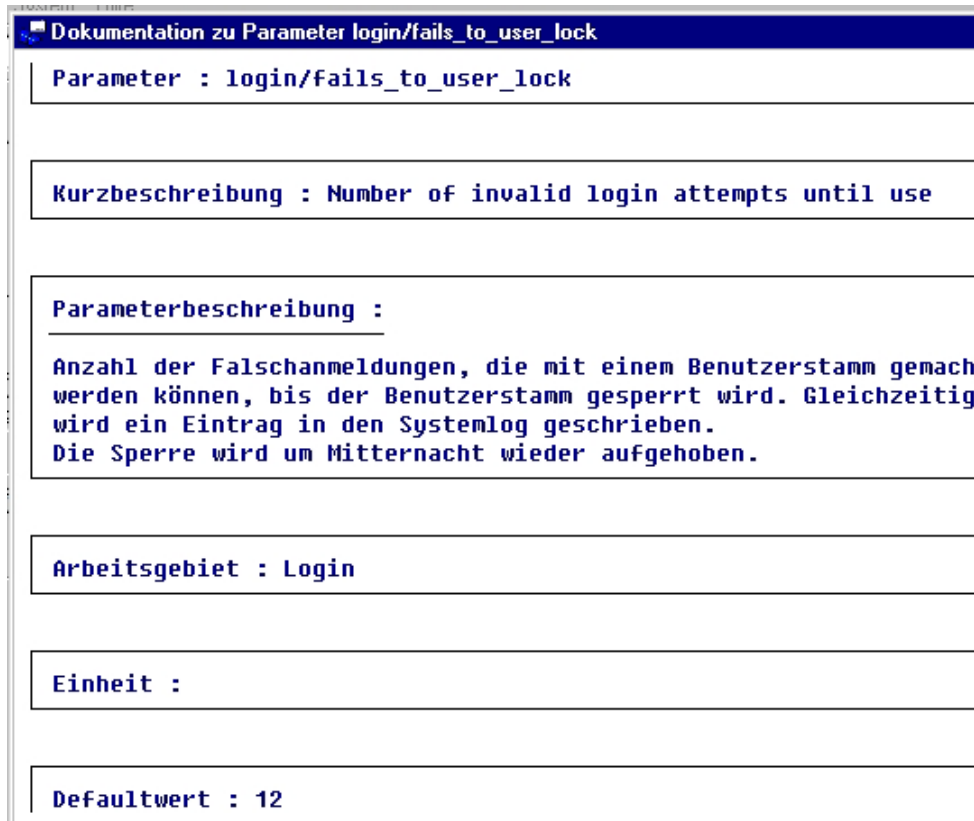 Dokumentation zu Parameter login/fails_to_user_lock
Parameter : login/fails_to_user_lock
Kurzbeschreibung : Number of invalid login attempts until use
Parameterbeschreibung :
Anzahl der Falschanmeldungen, die mit einem Benutzerstamm gemach
werden können, bis der Benutzerstamm gesperrt wird. Gleichzeitig
wird ein Eintrag in den Systemlog geschrieben.
Die Sperre wird um Mitternacht wieder aufgehoben.
Arbeitsgebiet : Login
Einheit :
Defaultwert : 12